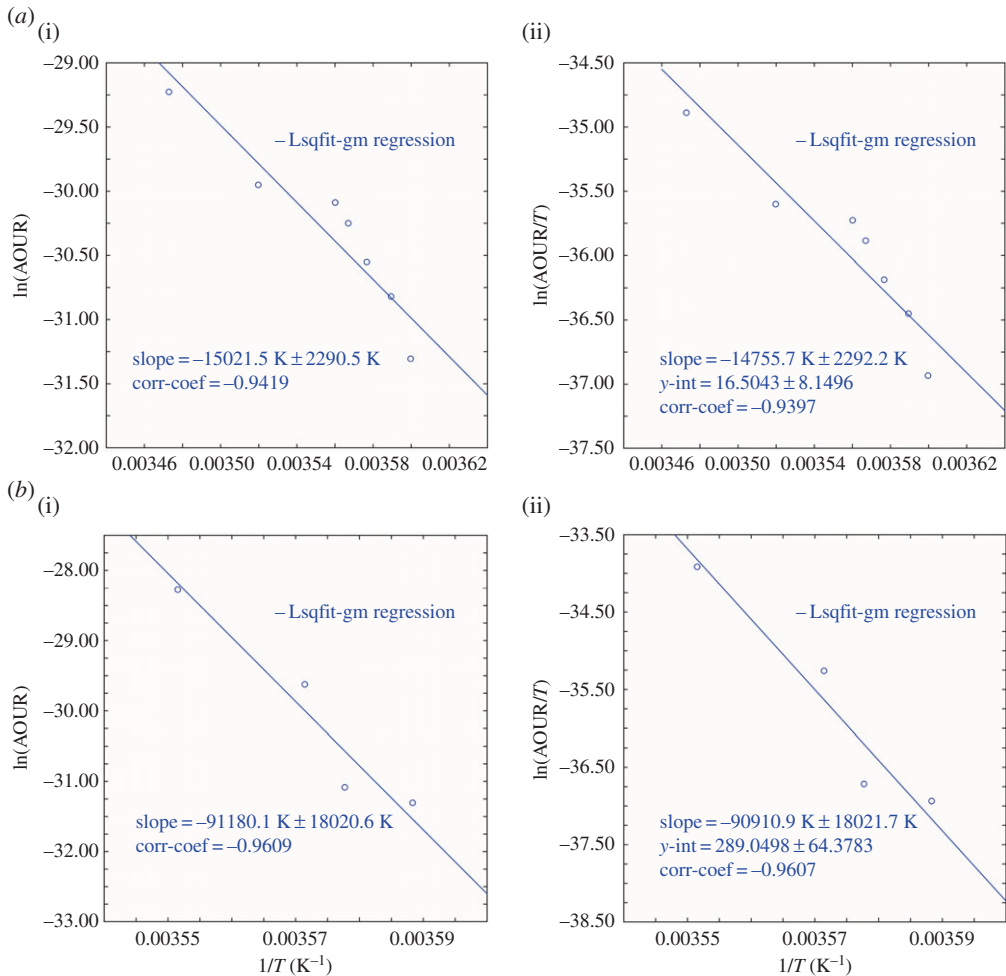 (a)
(i)
−29.00
−29.50
−30.00
−30.50
−31.00
−31.50
−32.00
ln(AOUR)
– Lsqfit-gm regression
slope = –15021.5 K ± 2290.5 K
corr-coef = –0.9419
0.00346 0.00350 0.00354 0.00358 0.00362
(ii)
−34.50
−35.00
−35.50
−36.00
−36.50
−37.00
−37.50
ln(AOUR/T)
– Lsqfit-gm regression
slope = –14755.7 K ± 2292.2 K
y-int = 16.5043 ± 8.1496
corr-coef = –0.9397
0.00346 0.00350 0.00354 0.00358 0.00362
(b)
(i)
−28.00
−29.00
−30.00
−31.00
−32.00
−33.00
ln(AOUR)
– Lsqfit-gm regression
slope = –91180.1 K ± 18020.6 K
corr-coef = –0.9609
0.00355 0.00357 0.00359
1/T (K⁻¹)
(ii)
−33.50
−34.50
−35.50
−36.50
−37.50
−38.50
ln(AOUR/T)
– Lsqfit-gm regression
slope = –90910.9 K ± 18021.7 K
y-int = 289.0498 ± 64.3783
corr-coef = –0.9607
0.00355 0.00357 0.00359
1/T (K⁻¹)